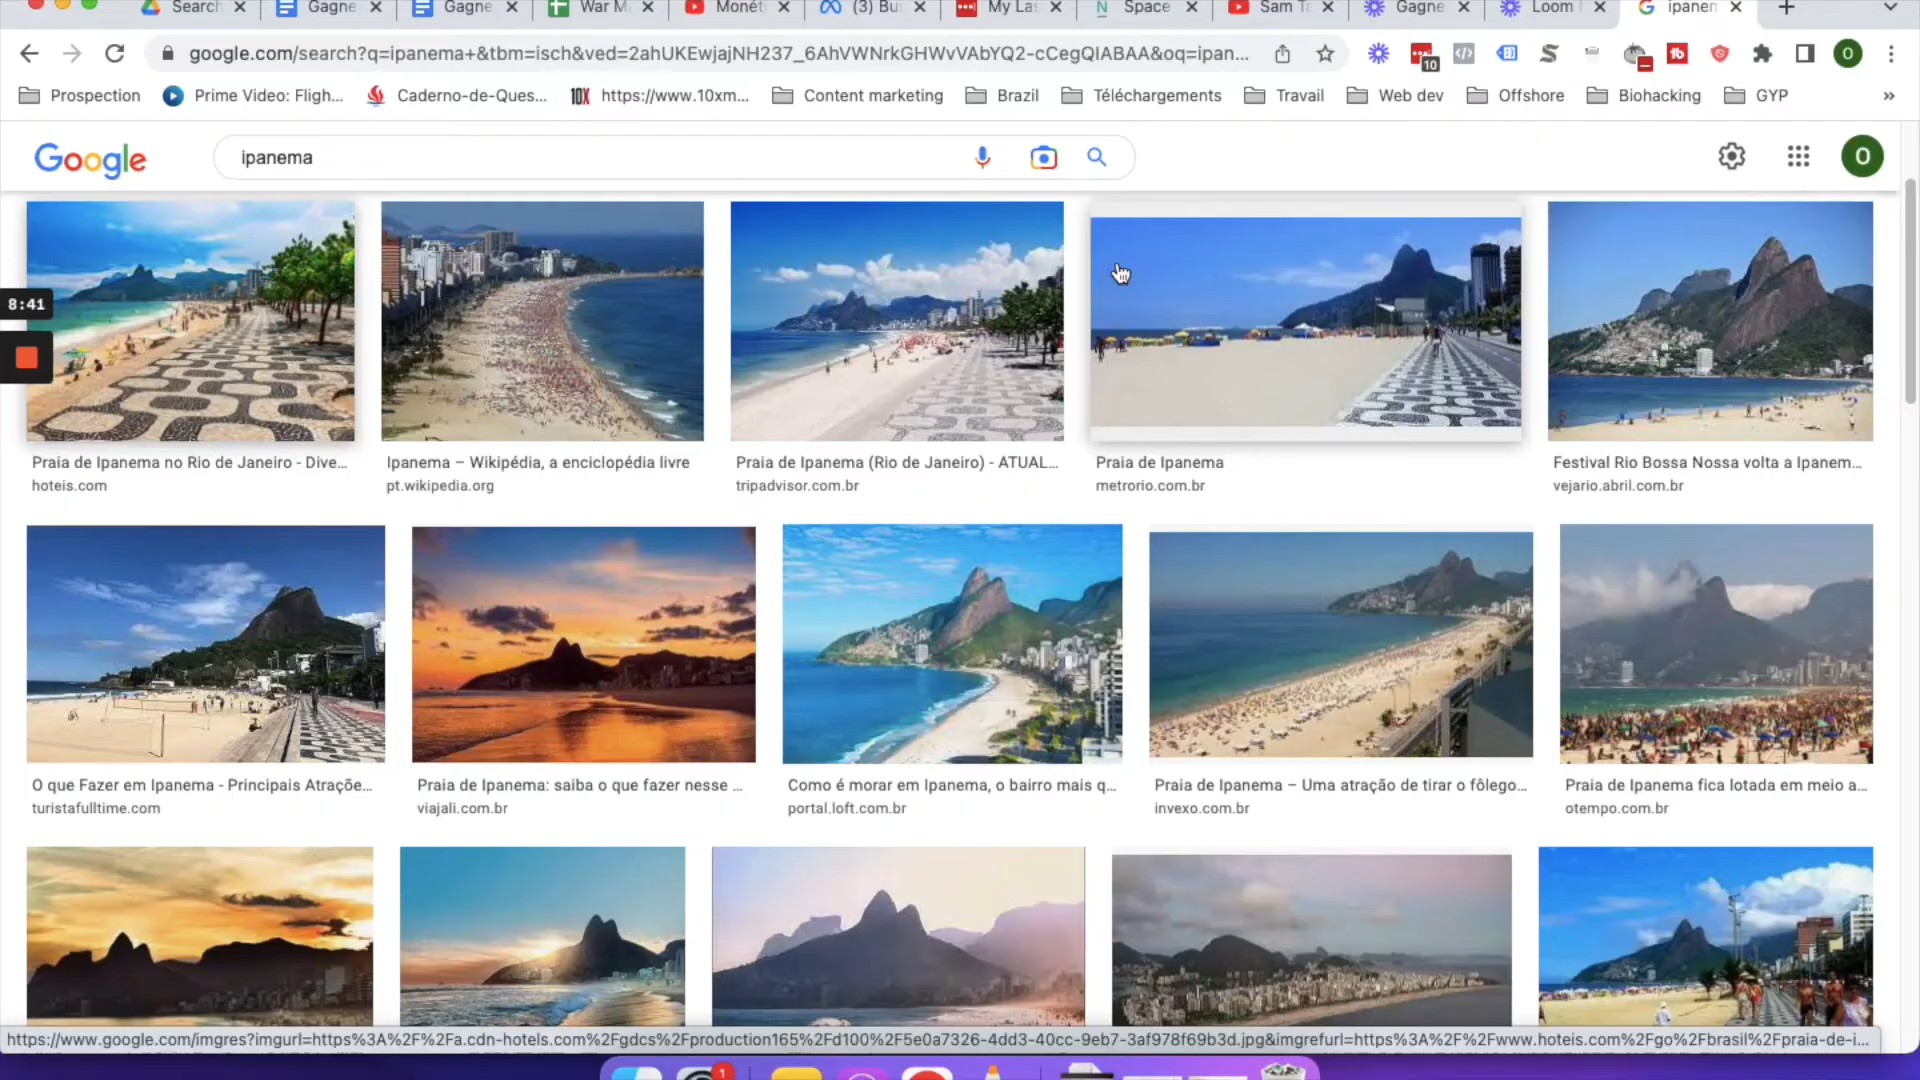 Search
Gagne
Gagne
War M
Monét
(3) Bu
My Las
Space
Sam Ta
Gagne
Loom
ipanem
google.com/search?q=ipanema+&tbm=isch&ved=2ahUKEwjajNH237_6AhVWNrkGHWvVAbYQ2-cCegQIABAA&oq=ipan...
10
O
Prospection
Prime Video: Fligh...
Caderno-de-Ques...
10X
https://www.10xm...
Content marketing
Brazil
Téléchargements
Travail
Web dev
Offshore
Biohacking
GYP
»
Google
ipanema
O
8:41
Praia de Ipanema no Rio de Janeiro - Dive...
hoteis.com
Ipanema – Wikipédia, a enciclopédia livre
pt.wikipedia.org
Praia de Ipanema (Rio de Janeiro) - ATUAL...
tripadvisor.com.br
Praia de Ipanema
metrorio.com.br
Festival Rio Bossa Nossa volta a Ipanem...
vejario.abril.com.br
O que Fazer em Ipanema - Principais Atraçõe...
turistafulltime.com
Praia de Ipanema: saiba o que fazer nesse ...
viajali.com.br
Como é morar em Ipanema, o bairro mais q...
portal.loft.com.br
Praia de Ipanema – Uma atração de tirar o fôlego...
invexo.com.br
Praia de Ipanema fica lotada em meio a...
otempo.com.br
https://www.google.com/imgres?imgurl=https%3A%2F%2Fa.cdn-hotels.com%2Fgdcs%2Fproduction165%2Fd100%2F5e0a7326-4dd3-40cc-9eb7-3af978f69b3d.jpg&imgrefurl=https%3A%2F%2Fwww.hoteis.com%2Fgo%2Fbrasil%2Fpraia-de-i...
1